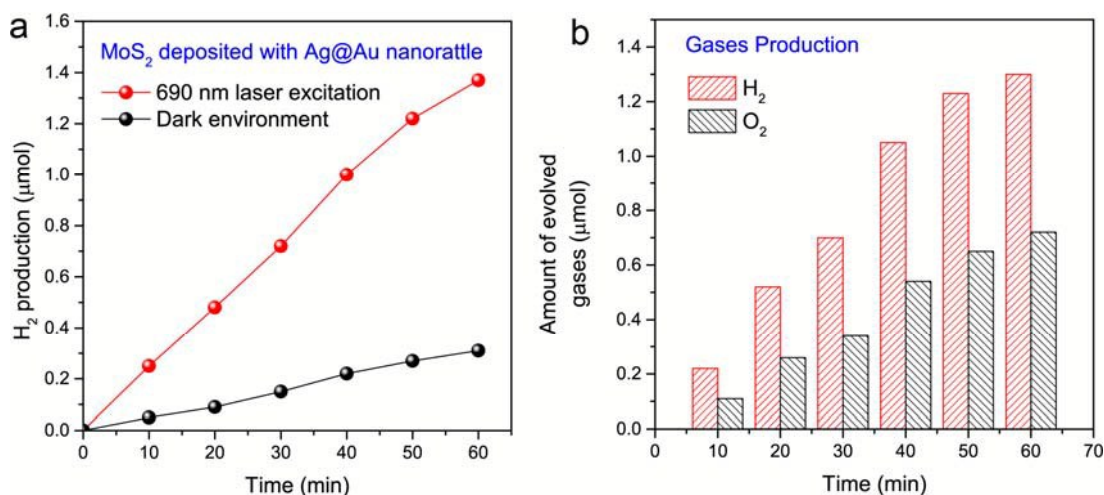 a
MoS₂ deposited with Ag@Au nanorattle
690 nm laser excitation
Dark environment
H₂ production (μmol)
1.6
1.4
1.2
1.0
0.8
0.6
0.4
0.2
0.0
0 10 20 30 40 50 60
Time (min)
b
Gases Production
H₂
O₂
Amount of evolved
gases (μmol)
1.4
1.2
1.0
0.8
0.6
0.4
0.2
0.0
0 10 20 30 40 50 60 70
Time (min)